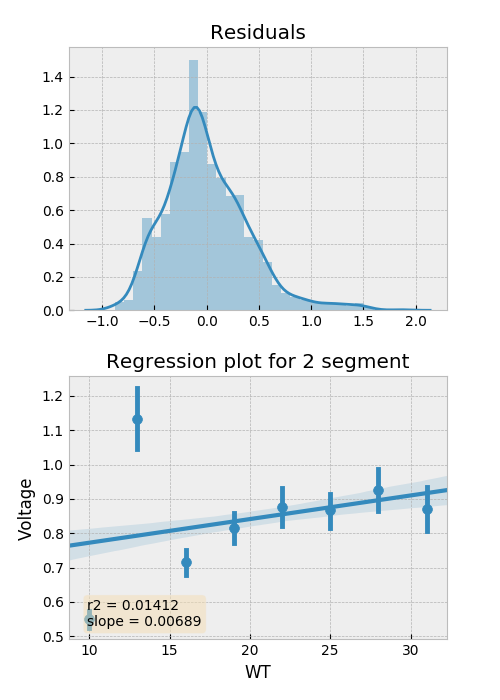 Residuals
1.4
1.2
1.0
0.8
0.6
0.4
0.2
0.0
−1.0 −0.5 0.0 0.5 1.0 1.5 2.0
Regression plot for 2 segment
1.2
1.1
1.0
0.9
0.8
0.7
0.6
0.5
Voltage
r2 = 0.01412
slope = 0.00689
10 15 20 25 30
WT